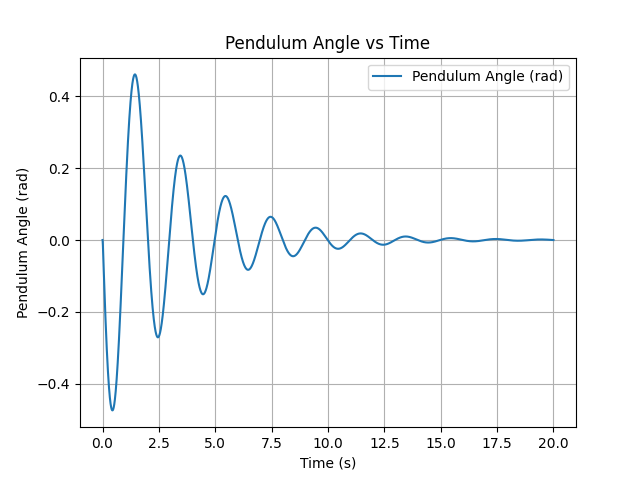 Pendulum Angle vs Time
Pendulum Angle (rad)
Pendulum Angle (rad)
0.4
0.2
0.0
−0.2
−0.4
0.0 2.5 5.0 7.5 10.0 12.5 15.0 17.5 20.0
Time (s)